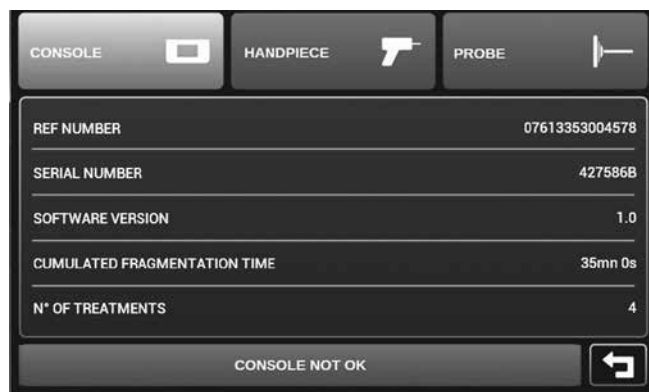 CONSOLE HANDPIECE PROBE
REF NUMBER 07613353004578
SERIAL NUMBER 427586B
SOFTWARE VERSION 1.0
CUMULATED FRAGMENTATION TIME 35mn 0s
N° OF TREATMENTS 4
CONSOLE NOT OK